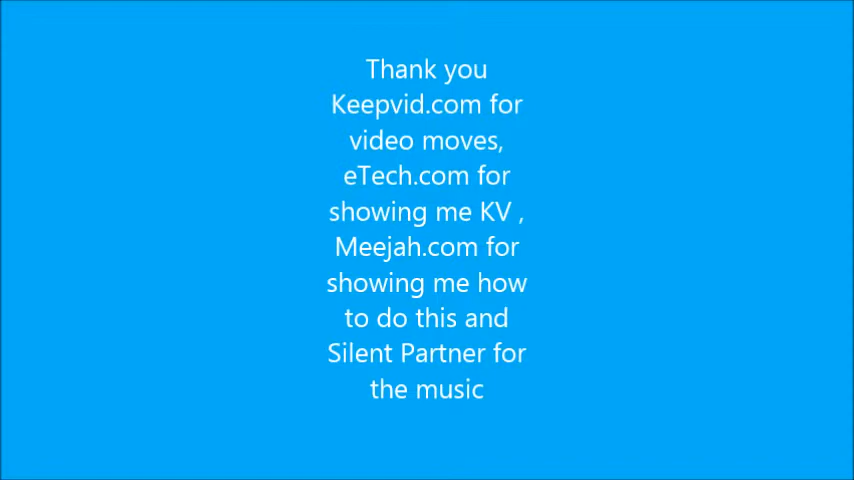 Thank you
Keepvid.com for
video moves,
eTech.com for
showing me KV ,
Meejah.com for
showing me how
to do this and
Silent Partner for
the music